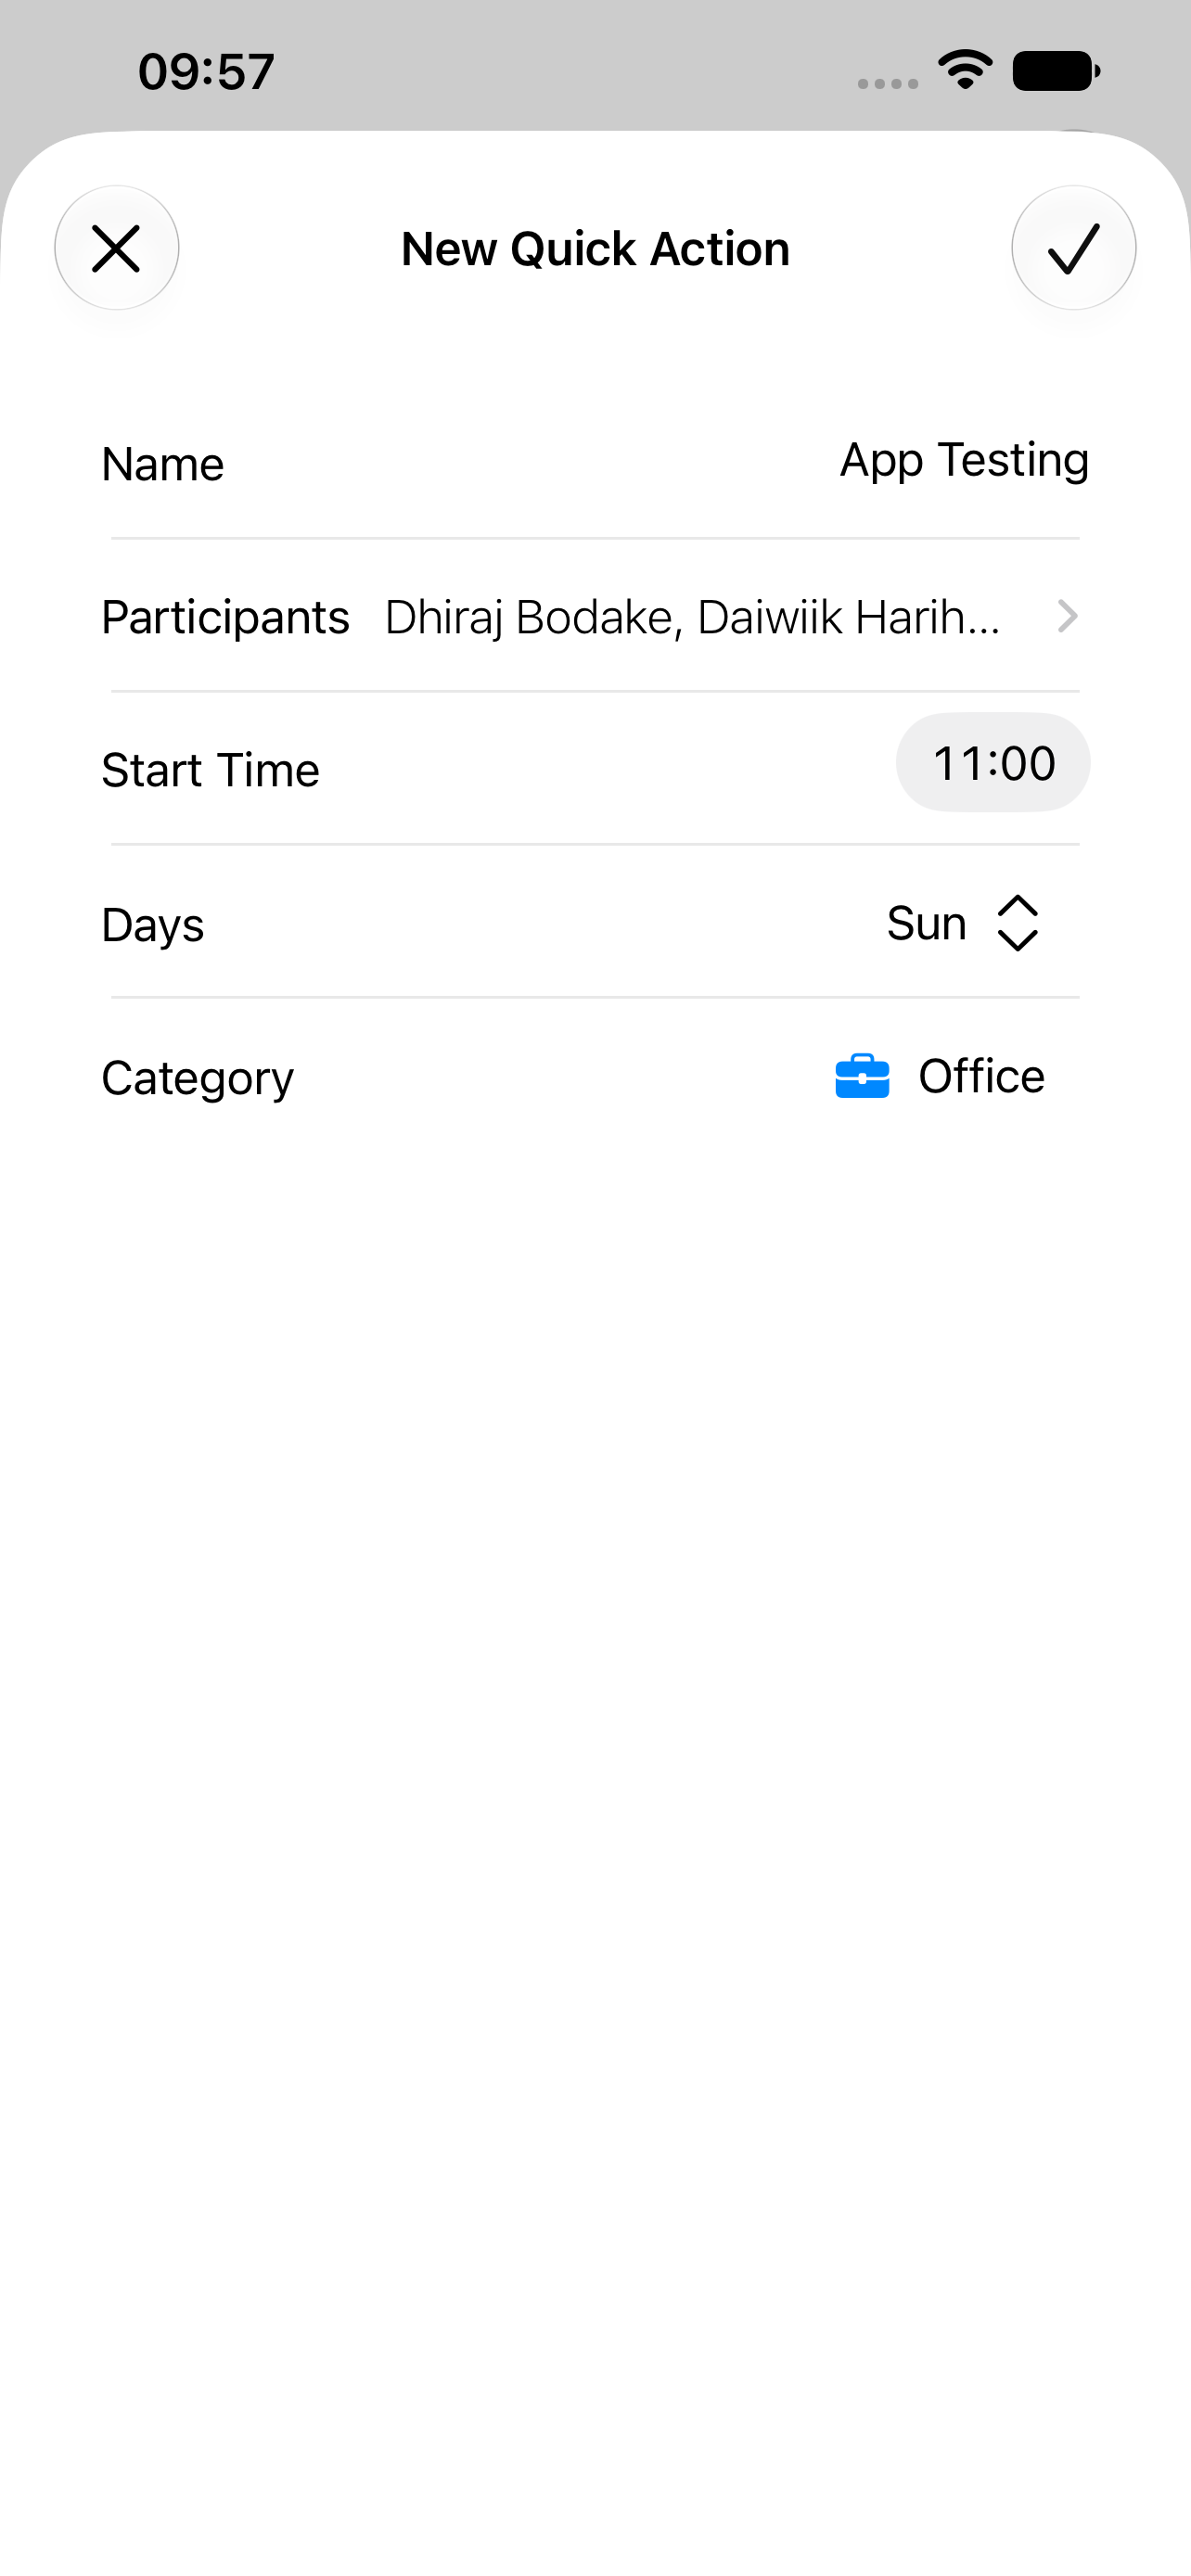 09:57
New Quick Action
Name App Testing
Participants Dhiraj Bodake, Daiwiik Harih...
Start Time 11:00
Days Sun
Category Office